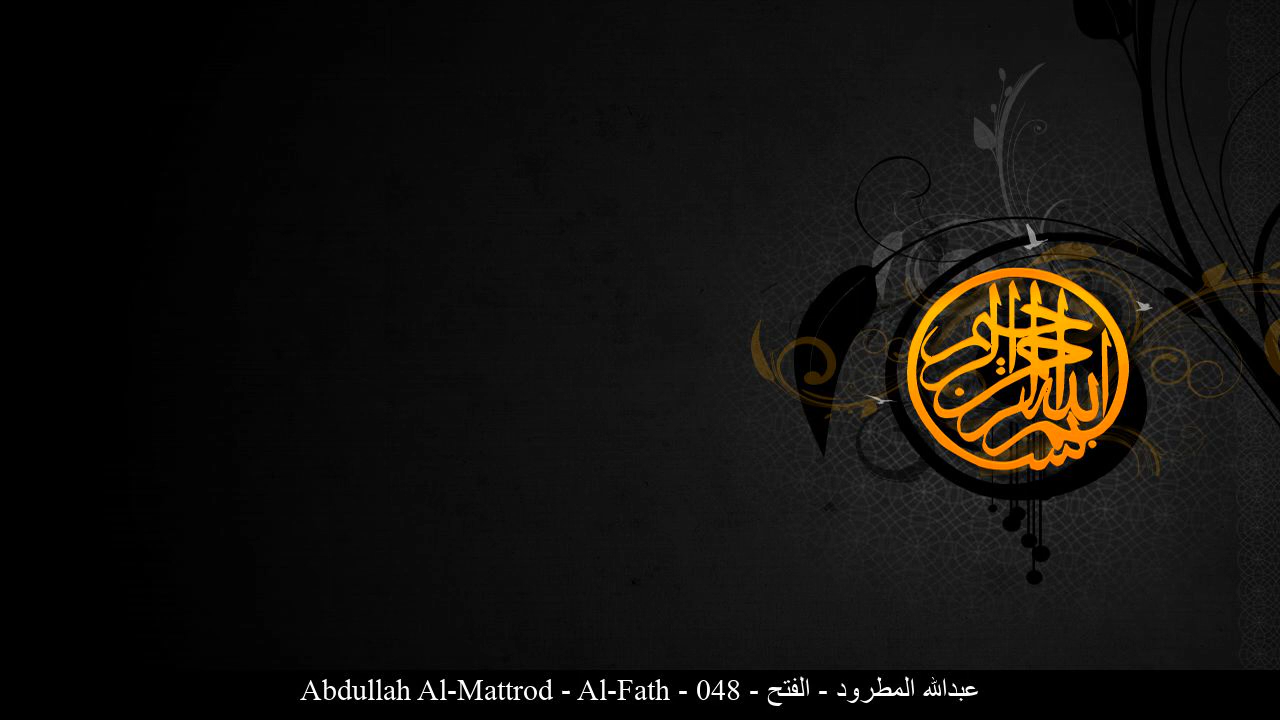 بسم الله الرحمن الرحيم
Abdullah Al-Mattrod - Al-Fath - 048 - عبدالله المطرود - الفتح